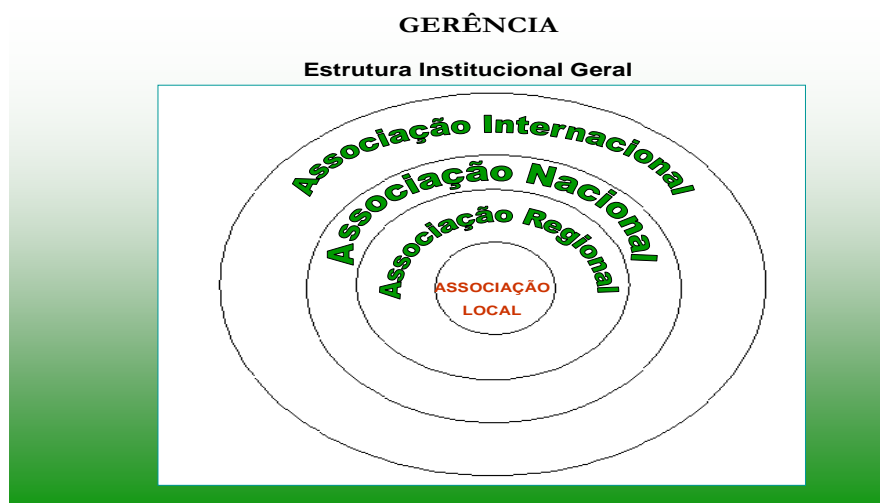 GERÊNCIA
Estrutura Institucional Geral
Associação Internacional
Associação Nacional
Associação Regional
ASSOCIAÇÃO
LOCAL